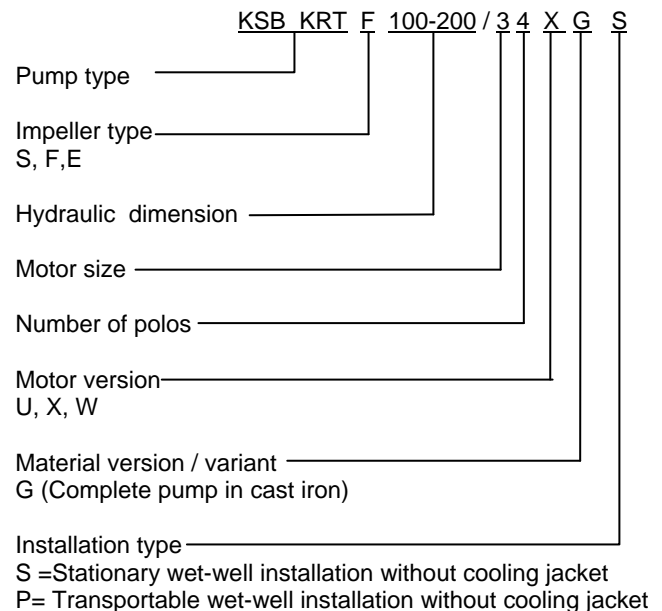 KSB KRT F 100-200 / 3 4 X G S
Pump type
Impeller type
S, F,E
Hydraulic dimension
Motor size
Number of polos
Motor version
U, X, W
Material version / variant
G (Complete pump in cast iron)
Installation type
S =Stationary wet-well installation without cooling jacket
P= Transportable wet-well installation without cooling jacket